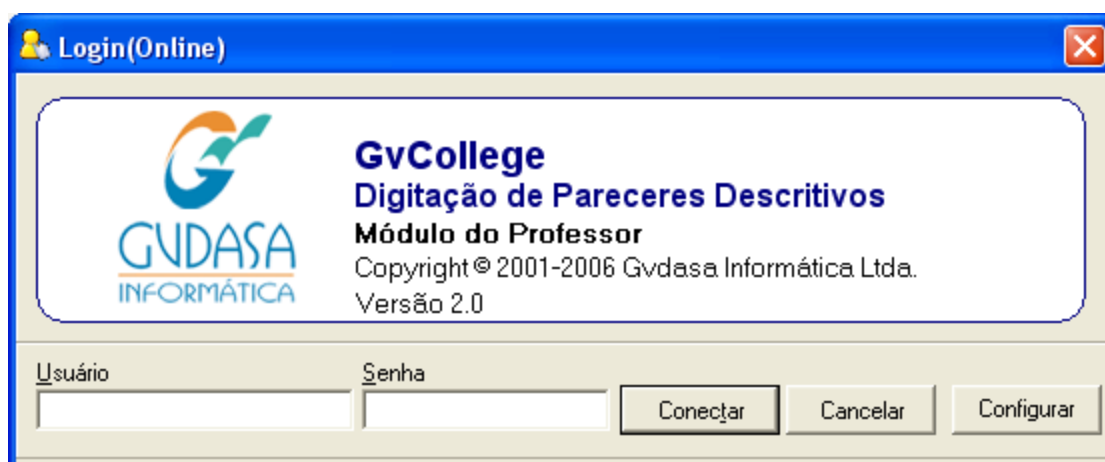 Login(Online)
GVDASA
INFORMÁTICA
GvCollege
Digitação de Pareceres Descritivos
Módulo do Professor
Copyright © 2001-2006 Gvdasa Informática Ltda.
Versão 2.0
Usuário
Senha
Conectar
Cancelar
Configurar